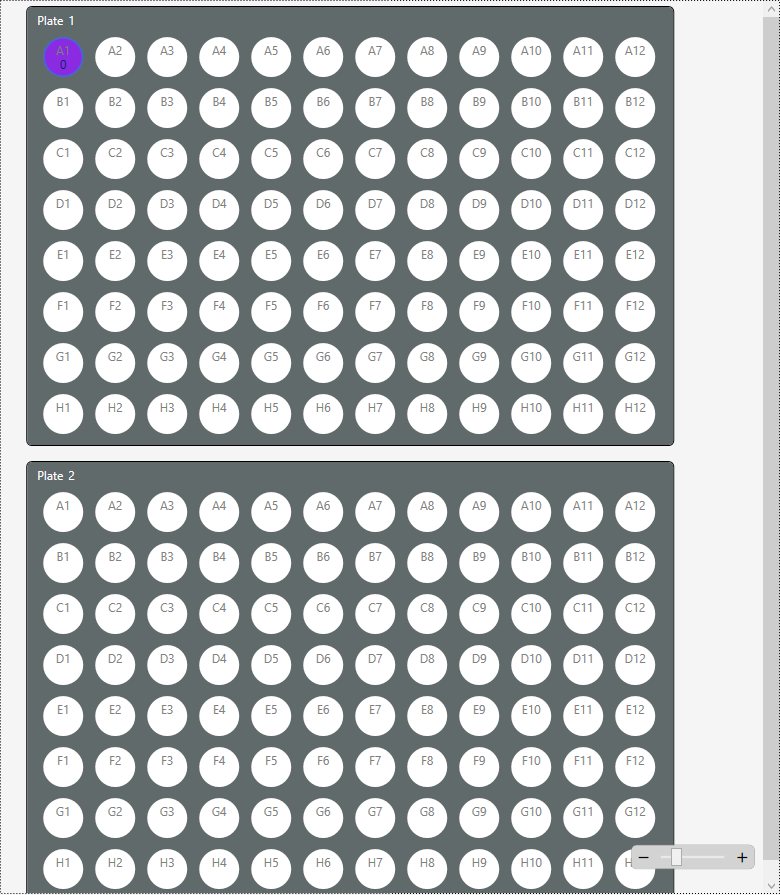 Plate 1
A1 A2 A3 A4 A5 A6 A7 A8 A9 A10 A11 A12
0
B1 B2 B3 B4 B5 B6 B7 B8 B9 B10 B11 B12
C1 C2 C3 C4 C5 C6 C7 C8 C9 C10 C11 C12
D1 D2 D3 D4 D5 D6 D7 D8 D9 D10 D11 D12
E1 E2 E3 E4 E5 E6 E7 E8 E9 E10 E11 E12
F1 F2 F3 F4 F5 F6 F7 F8 F9 F10 F11 F12
G1 G2 G3 G4 G5 G6 G7 G8 G9 G10 G11 G12
H1 H2 H3 H4 H5 H6 H7 H8 H9 H10 H11 H12
Plate 2
A1 A2 A3 A4 A5 A6 A7 A8 A9 A10 A11 A12
B1 B2 B3 B4 B5 B6 B7 B8 B9 B10 B11 B12
C1 C2 C3 C4 C5 C6 C7 C8 C9 C10 C11 C12
D1 D2 D3 D4 D5 D6 D7 D8 D9 D10 D11 D12
E1 E2 E3 E4 E5 E6 E7 E8 E9 E10 E11 E12
F1 F2 F3 F4 F5 F6 F7 F8 F9 F10 F11 F12
G1 G2 G3 G4 G5 G6 G7 G8 G9 G10 G11 G12
H1 H2 H3 H4 H5 H6 H7 H8 H9 H10 H11
− +